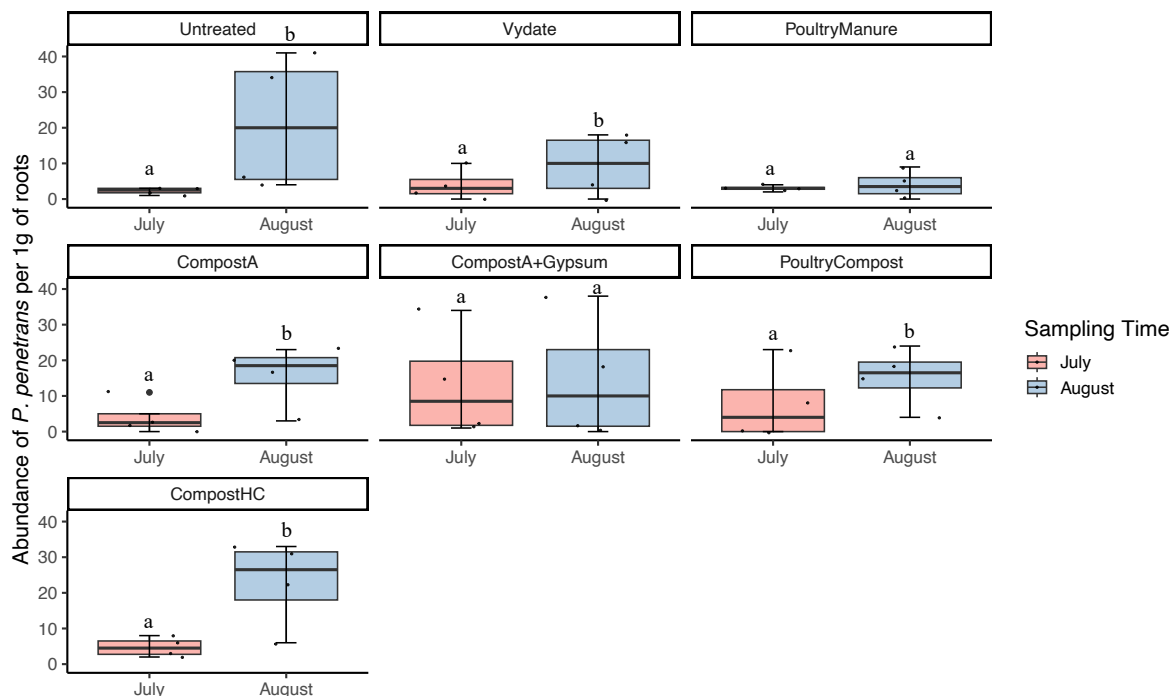 Abundance of P. penetrans per 1g of roots
Untreated
Vydate
PoultryManure
40
30
20
10
0
a
b
a
b
a
a
July
August
July
August
July
August
CompostA
CompostA+Gypsum
PoultryCompost
40
30
20
10
0
a
b
a
a
a
b
July
August
July
August
July
August
CompostHC
40
30
20
10
0
a
b
July
August
Sampling Time
July
August